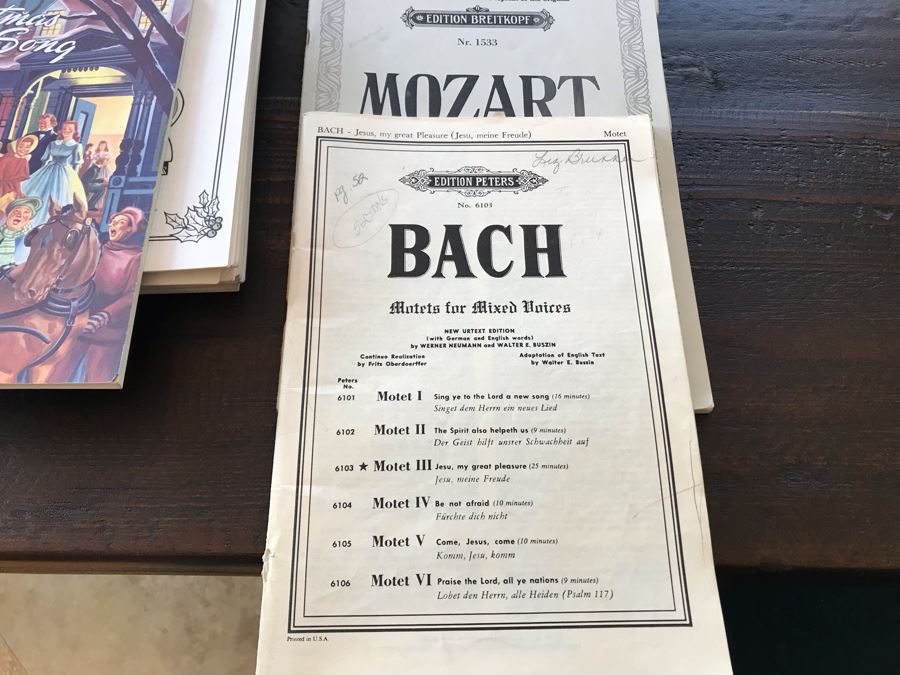 Song
EDITION BREITKOPF
Nr. 1533
MOZART
BACH - Jesus, my great Pleasure (Jesu, meine Freude) Motet
pg 52
EDITION PETERS
No. 6103
BACH
Motets for Mixed Voices
NEW URTEXT EDITION
(with German and English words)
by WERNER NEUMANN and WALTER E. BUSZIN
Continuo Realization
by Fritz Oberdoerffer
Adaptation of English Text
by Walter E. Buszin
Peters
No.
6101 Motet I Sing ye to the Lord a new song (16 minutes)
Singet dem Herrn ein neues Lied
6102 Motet II The Spirit also helpeth us (9 minutes)
Der Geist hilft unsrer Schwachheit auf
6103 ★ Motet III Jesu, my great pleasure (25 minutes)
Jesu, meine Freude
6104 Motet IV Be not afraid (10 minutes)
Fürchte dich nicht
6105 Motet V Come, Jesus, come (10 minutes)
Komm, Jesu, komm
6106 Motet VI Praise the Lord, all ye nations (9 minutes)
Lobet den Herrn, alle Heiden (Psalm 117)
Printed in U.S.A.